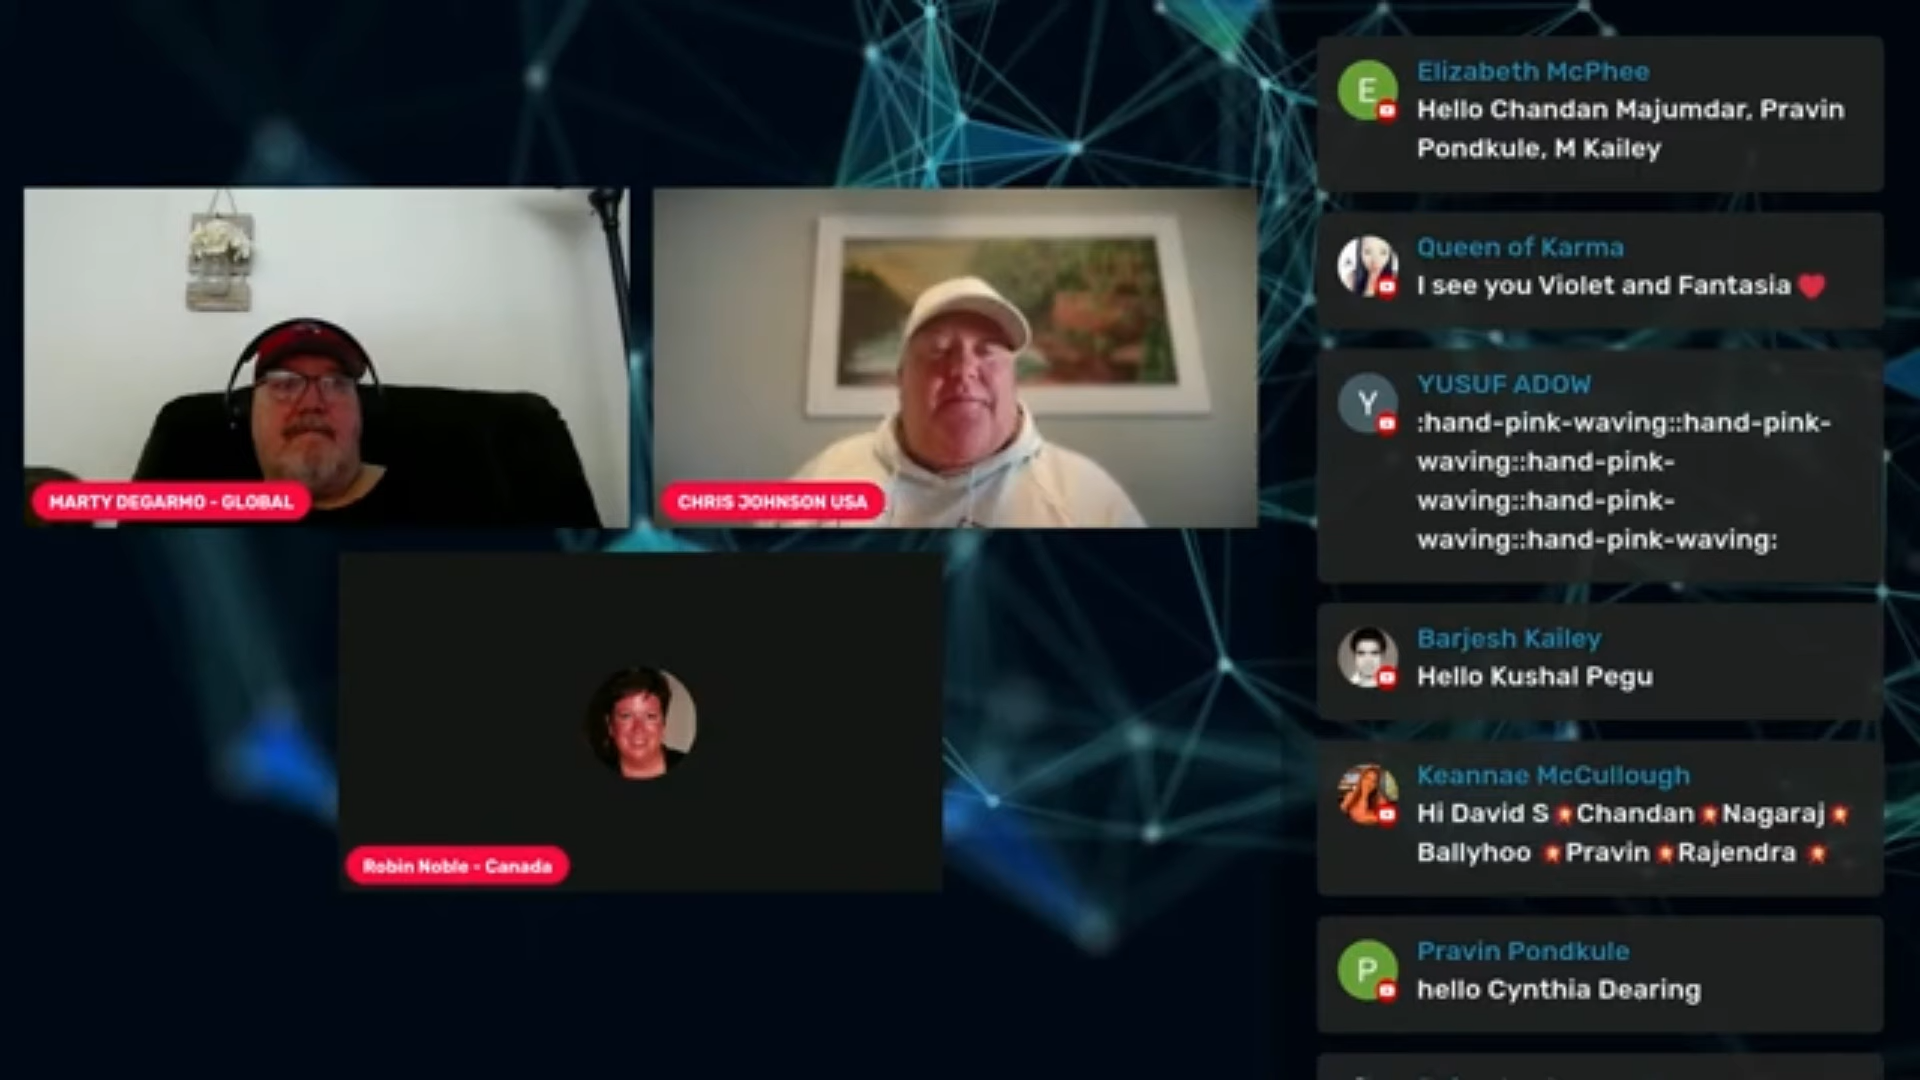 MARTY DEGARMO - GLOBAL
CHRIS JOHNSON USA
Robin Noble - Canada
E
Elizabeth McPhee
Hello Chandan Majumdar, Pravin
Pondkule, M Kailey
Queen of Karma
I see you Violet and Fantasia ❤️
Y
YUSUF ADOW
:hand-pink-waving::hand-pink-
waving::hand-pink-
waving::hand-pink-
waving::hand-pink-waving:
Barjesh Kailey
Hello Kushal Pegu
Keannae McCullough
Hi David S 💥Chandan 💥Nagaraj💥
Ballyhoo 💥Pravin 💥Rajendra 💥
P
Pravin Pondkule
hello Cynthia Dearing